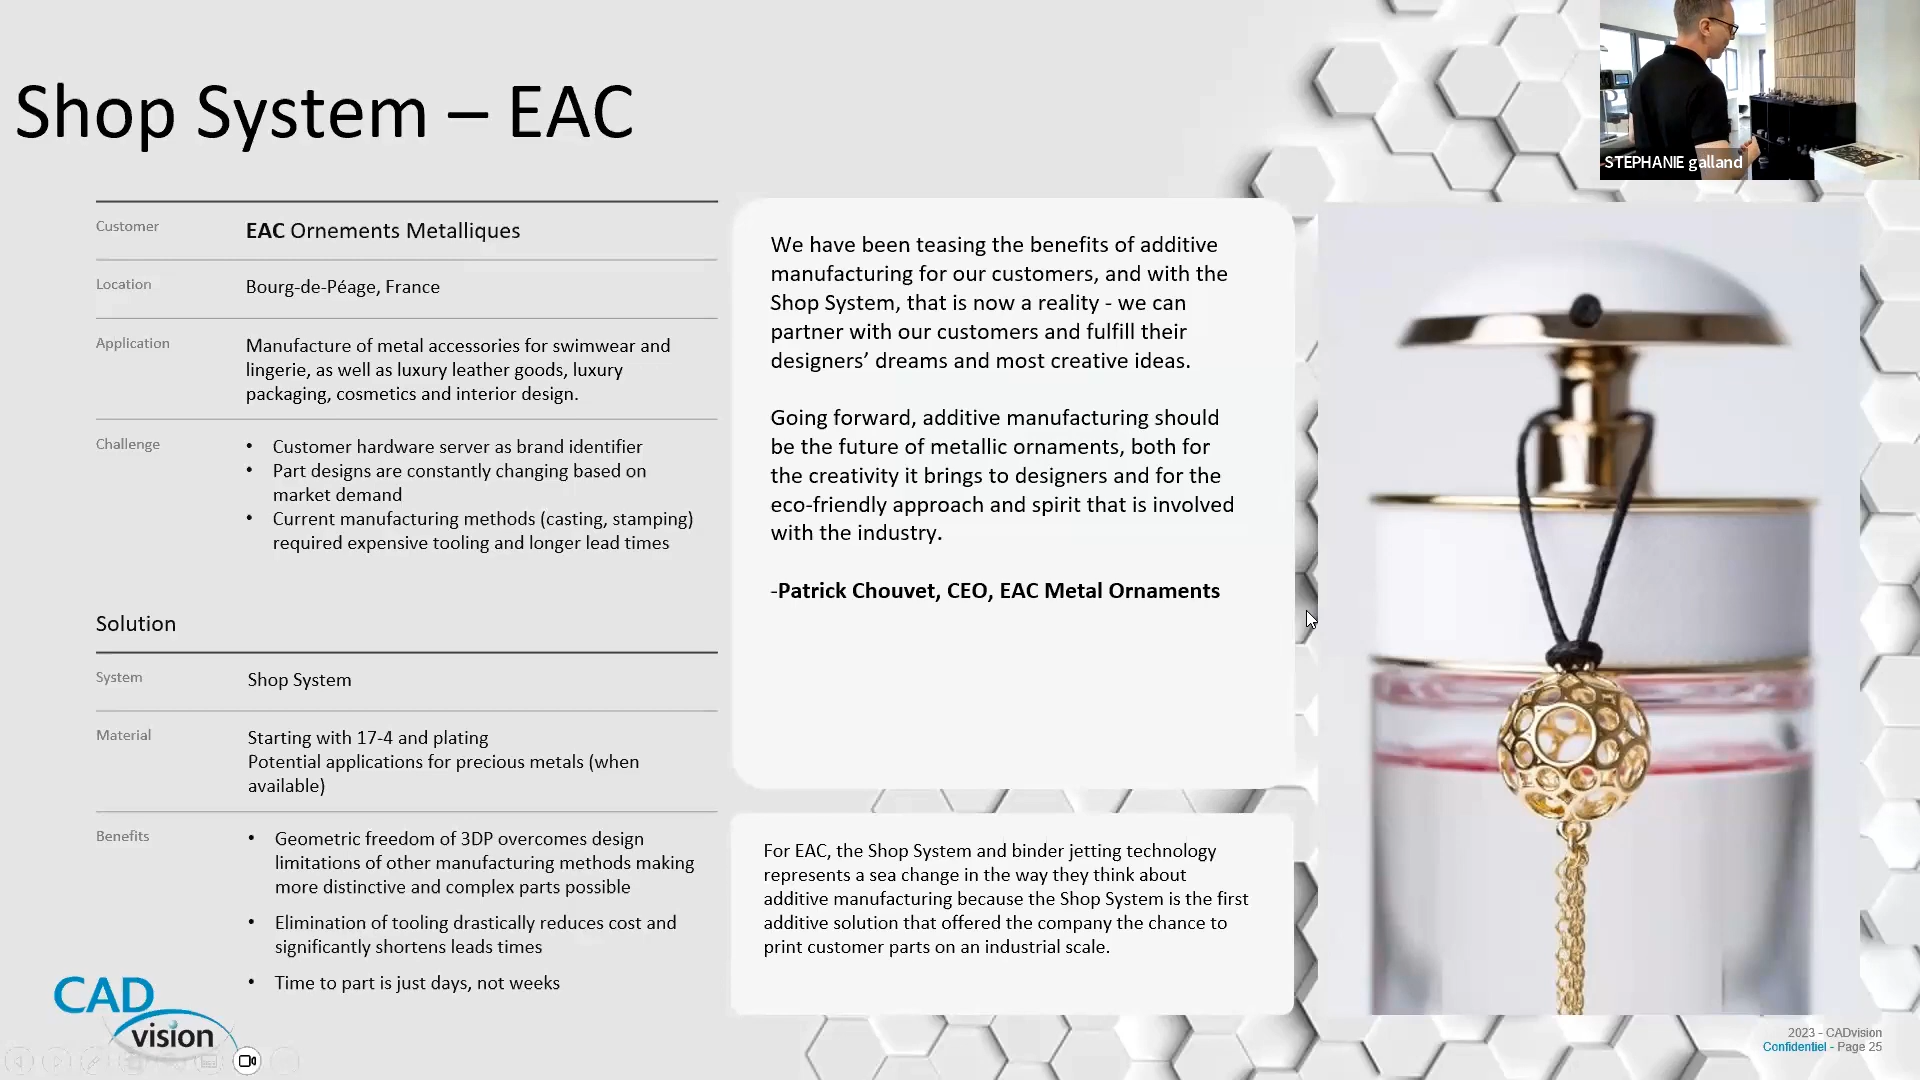 Shop System – EAC
STEPHANIE galland
Customer
EAC Ornements Metalliques
Location
Bourg-de-Péage, France
Application
Manufacture of metal accessories for swimwear and
lingerie, as well as luxury leather goods, luxury
packaging, cosmetics and interior design.
Challenge
• Customer hardware server as brand identifier
• Part designs are constantly changing based on
market demand
• Current manufacturing methods (casting, stamping)
required expensive tooling and longer lead times
Solution
System
Shop System
Material
Starting with 17-4 and plating
Potential applications for precious metals (when
available)
Benefits
• Geometric freedom of 3DP overcomes design
limitations of other manufacturing methods making
more distinctive and complex parts possible
• Elimination of tooling drastically reduces cost and
significantly shortens leads times
• Time to part is just days, not weeks
We have been teasing the benefits of additive
manufacturing for our customers, and with the
Shop System, that is now a reality - we can
partner with our customers and fulfill their
designers’ dreams and most creative ideas.
Going forward, additive manufacturing should
be the future of metallic ornaments, both for
the creativity it brings to designers and for the
eco-friendly approach and spirit that is involved
with the industry.
-Patrick Chouvet, CEO, EAC Metal Ornaments
For EAC, the Shop System and binder jetting technology
represents a sea change in the way they think about
additive manufacturing because the Shop System is the first
additive solution that offered the company the chance to
print customer parts on an industrial scale.
CAD
vision
2023 - CADvision
Confidentiel - Page 25